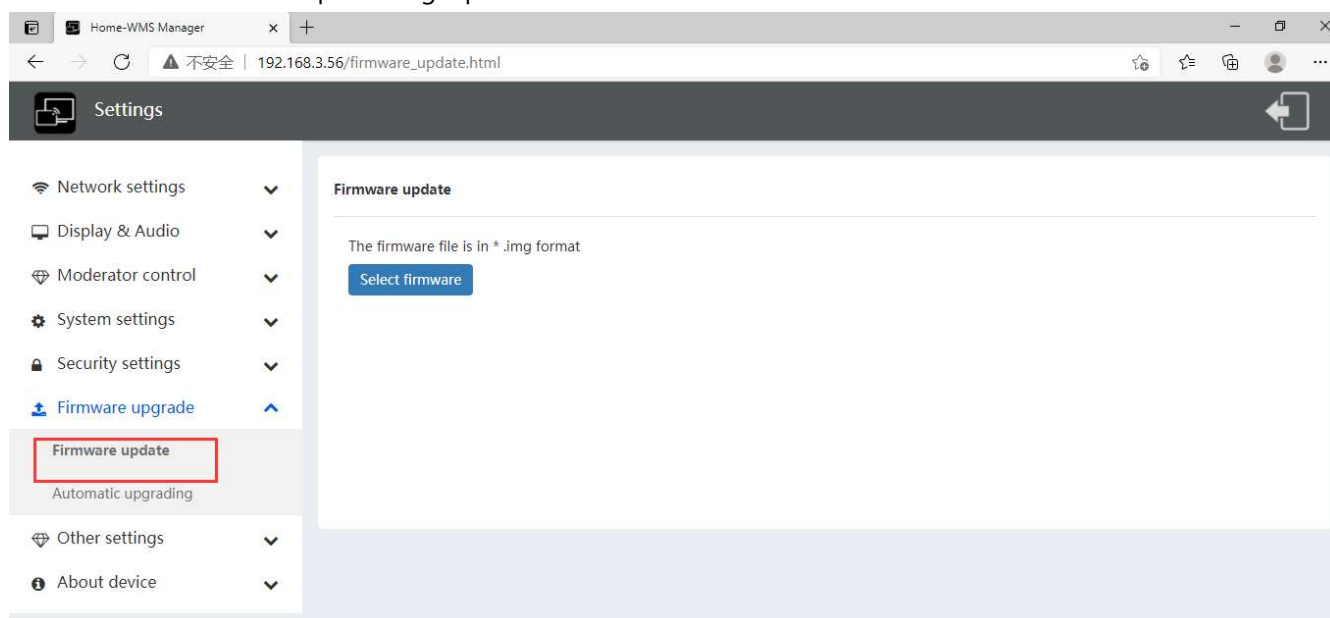 Home-WMS Manager
不安全 192.168.3.56/firmware_update.html
Settings
Network settings
Display & Audio
Moderator control
System settings
Security settings
Firmware upgrade
Firmware update
Automatic upgrading
Other settings
About device
Firmware update
The firmware file is in * .img format
Select firmware